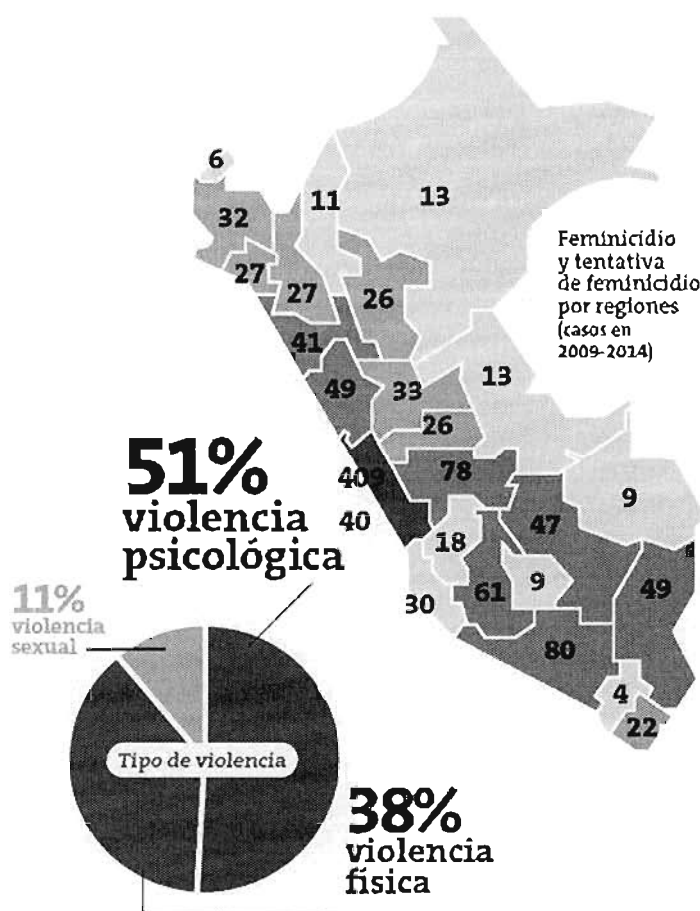 6
11
13
32
Feminicidio
y tentativa
de feminicidio
por regiones
(casos en
2009-2014)
27
27
26
41
49
33
13
26
51%
violencia
psicológica
409
40
78
47
9
18
61
9
49
30
80
4
22
11%
violencia
sexual
Tipo de violencia
38%
violencia
física